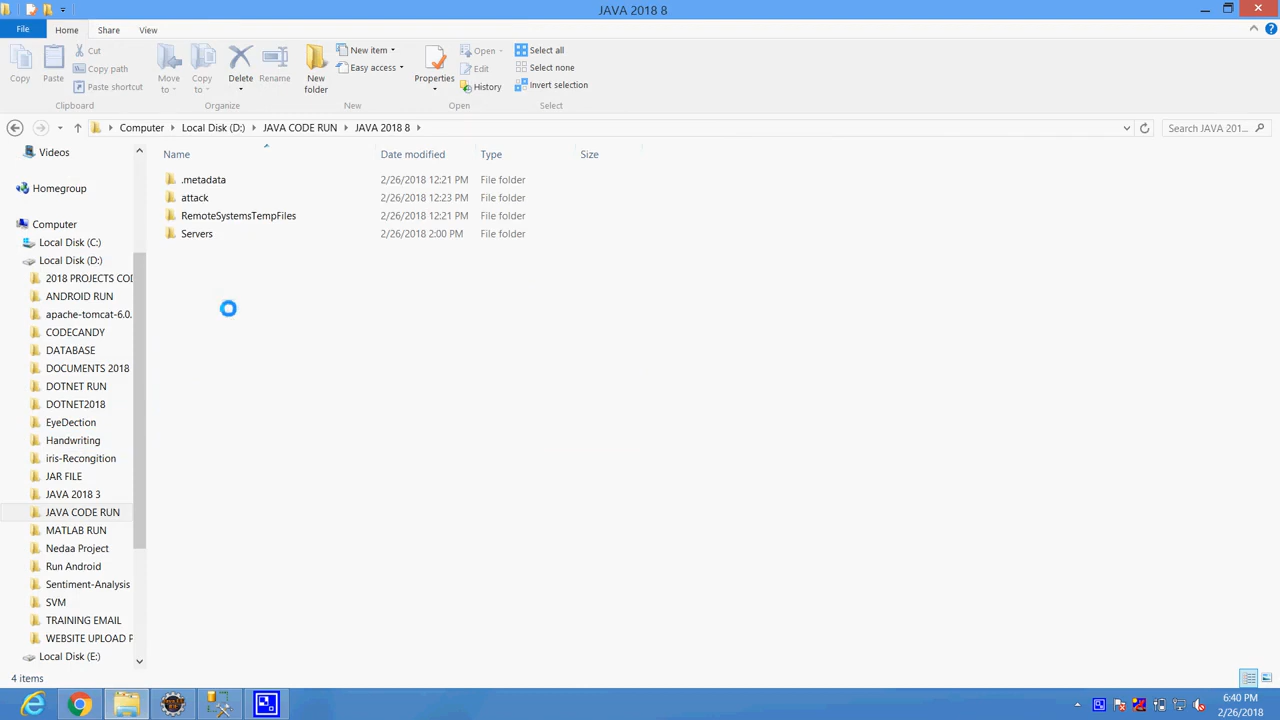 JAVA 2018 8
File Home Share View
Copy
Paste
Cut
Copy path
Paste shortcut
Clipboard
Move to
Copy to
Delete
Rename
Organize
New folder
New item
Easy access
New
Properties
Open
Edit
History
Open
Select all
Select none
Invert selection
Select
Computer Local Disk (D:) JAVA CODE RUN JAVA 2018 8
Search JAVA 201...
Name Date modified Type Size
.metadata 2/26/2018 12:21 PM File folder
attack 2/26/2018 12:23 PM File folder
RemoteSystemsTempFiles 2/26/2018 12:21 PM File folder
Servers 2/26/2018 2:00 PM File folder
Videos
Homegroup
Computer
Local Disk (C:)
Local Disk (D:)
2018 PROJECTS COD
ANDROID RUN
apache-tomcat-6.0.
CODECANDY
DATABASE
DOCUMENTS 2018
DOTNET RUN
DOTNET2018
EyeDection
Handwriting
iris-Recongition
JAR FILE
JAVA 2018 3
JAVA CODE RUN
MATLAB RUN
Nedaa Project
Run Android
Sentiment-Analysis
SVM
TRAINING EMAIL
WEBSITE UPLOAD P
Local Disk (E:)
4 items
6:40 PM
2/26/2018